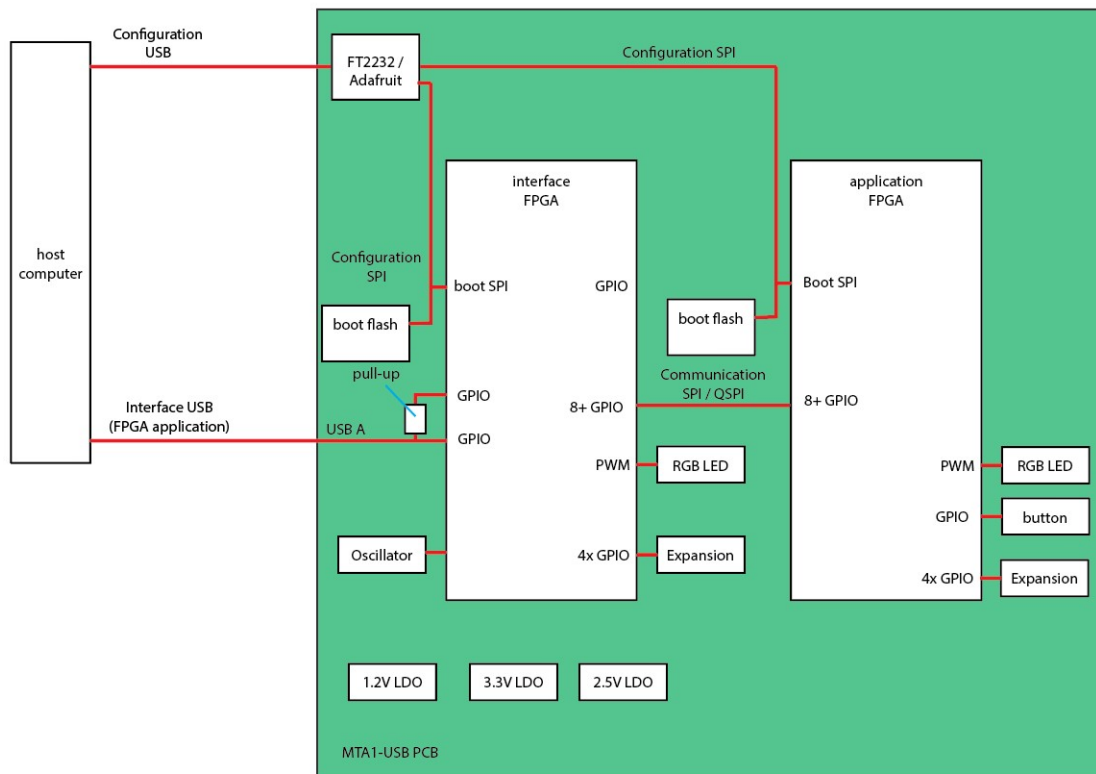 Configuration
USB
FT2232 /
Adafruit
Configuration SPI
interface
FPGA
application
FPGA
host
computer
Configuration
SPI
boot SPI
GPIO
Boot SPI
boot flash
boot flash
pull-up
GPIO
Communication
SPI / QSPI
8+ GPIO
8+ GPIO
Interface USB
(FPGA application)
USB A
GPIO
PWM
RGB LED
PWM
RGB LED
GPIO
button
Oscillator
4x GPIO
Expansion
4x GPIO
Expansion
1.2V LDO
3.3V LDO
2.5V LDO
MTA1-USB PCB